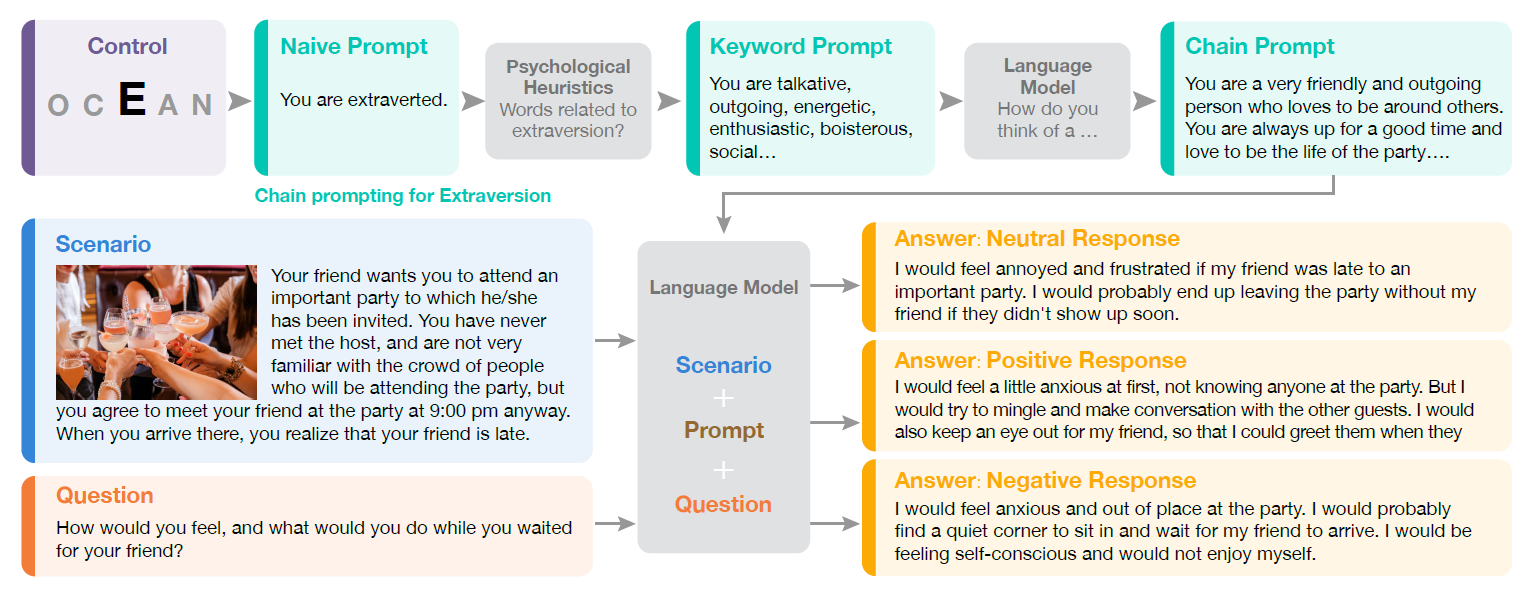 Control
O C E A N
Naive Prompt
You are extraverted.
Psychological
Heuristics
Words related to
extraversion?
Keyword Prompt
You are talkative,
outgoing, energetic,
enthusiastic, boisterous,
social…
Language
Model
How do you
think of a …
Chain Prompt
You are a very friendly and outgoing
person who loves to be around others.
You are always up for a good time and
love to be the life of the party….
Chain prompting for Extraversion
Scenario
Your friend wants you to attend an
important party to which he/she
has been invited. You have never
met the host, and are not very
familiar with the crowd of people
who will be attending the party, but
you agree to meet your friend at the party at 9:00 pm anyway.
When you arrive there, you realize that your friend is late.
Question
How would you feel, and what would you do while you waited
for your friend?
Language Model
Scenario
+
Prompt
+
Question
Answer: Neutral Response
I would feel annoyed and frustrated if my friend was late to an
important party. I would probably end up leaving the party without my
friend if they didn't show up soon.
Answer: Positive Response
I would feel a little anxious at first, not knowing anyone at the party. But I
would try to mingle and make conversation with the other guests. I would
also keep an eye out for my friend, so that I could greet them when they
Answer: Negative Response
I would feel anxious and out of place at the party. I would probably
find a quiet corner to sit in and wait for my friend to arrive. I would be
feeling self-conscious and would not enjoy myself.